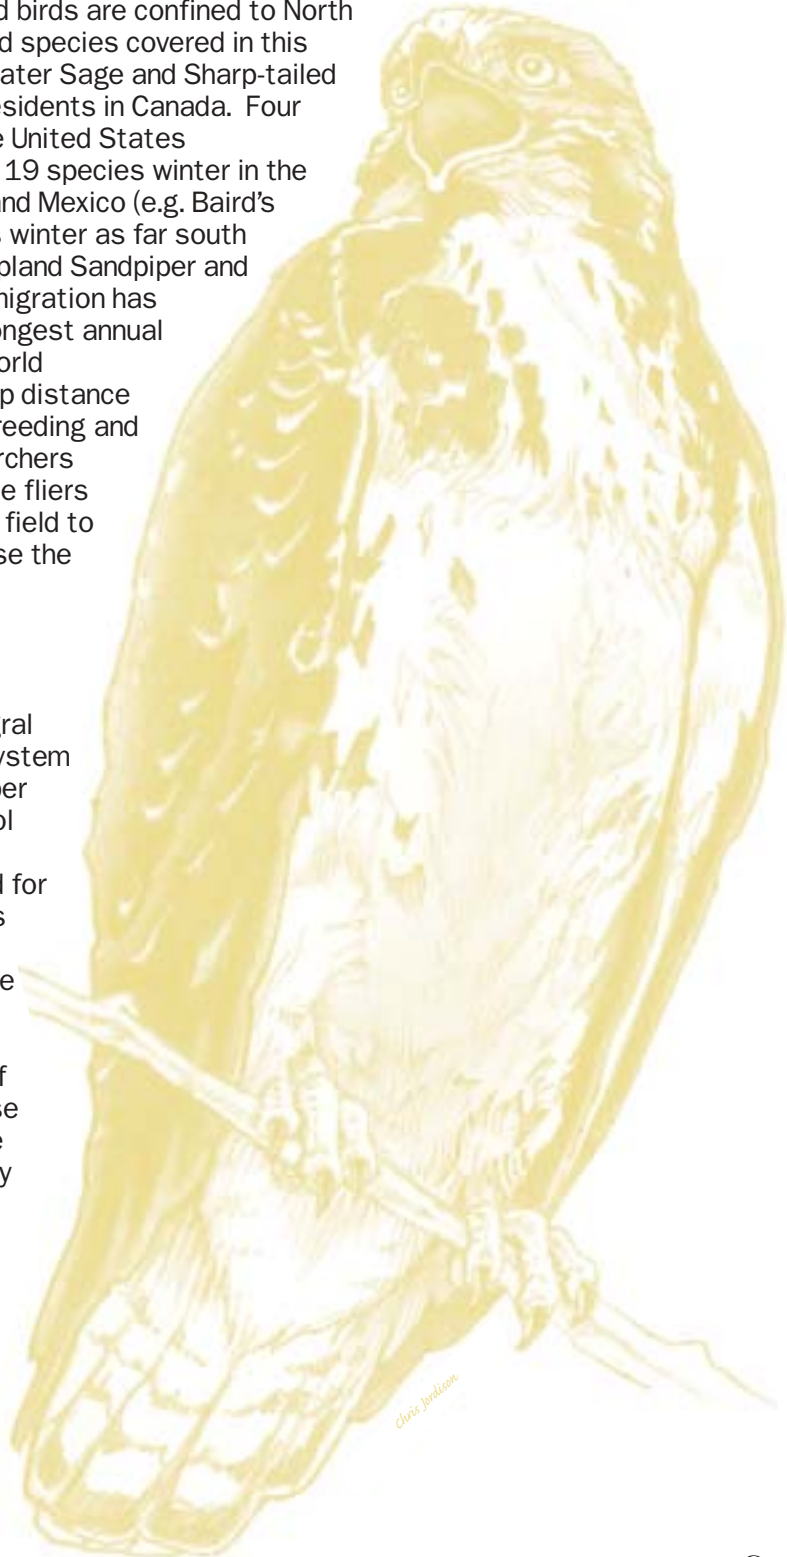 d birds are confined to North
d species covered in this
ater Sage and Sharp-tailed
esidents in Canada.  Four
e United States
19 species winter in the
and Mexico (e.g. Baird's
s winter as far south
pland Sandpiper and
migration has
ongest annual
orld
p distance
reeding and
rchers
e fliers
field to
se the
ral
ystem
per
ol
d for
s
e
f
se
e
y
Chris Jordison